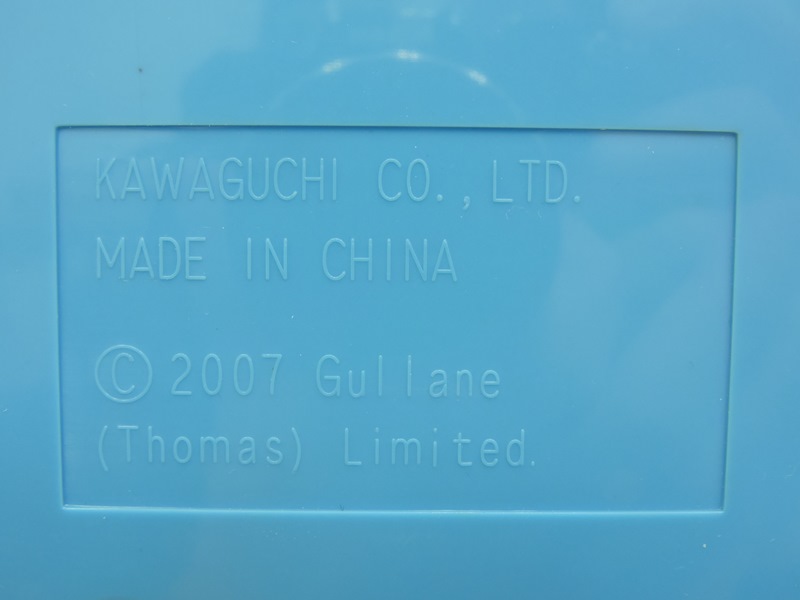 KAWAGUCHI CO., LTD.
MADE IN CHINA
© 2007 Gullane
(Thomas) Limited.